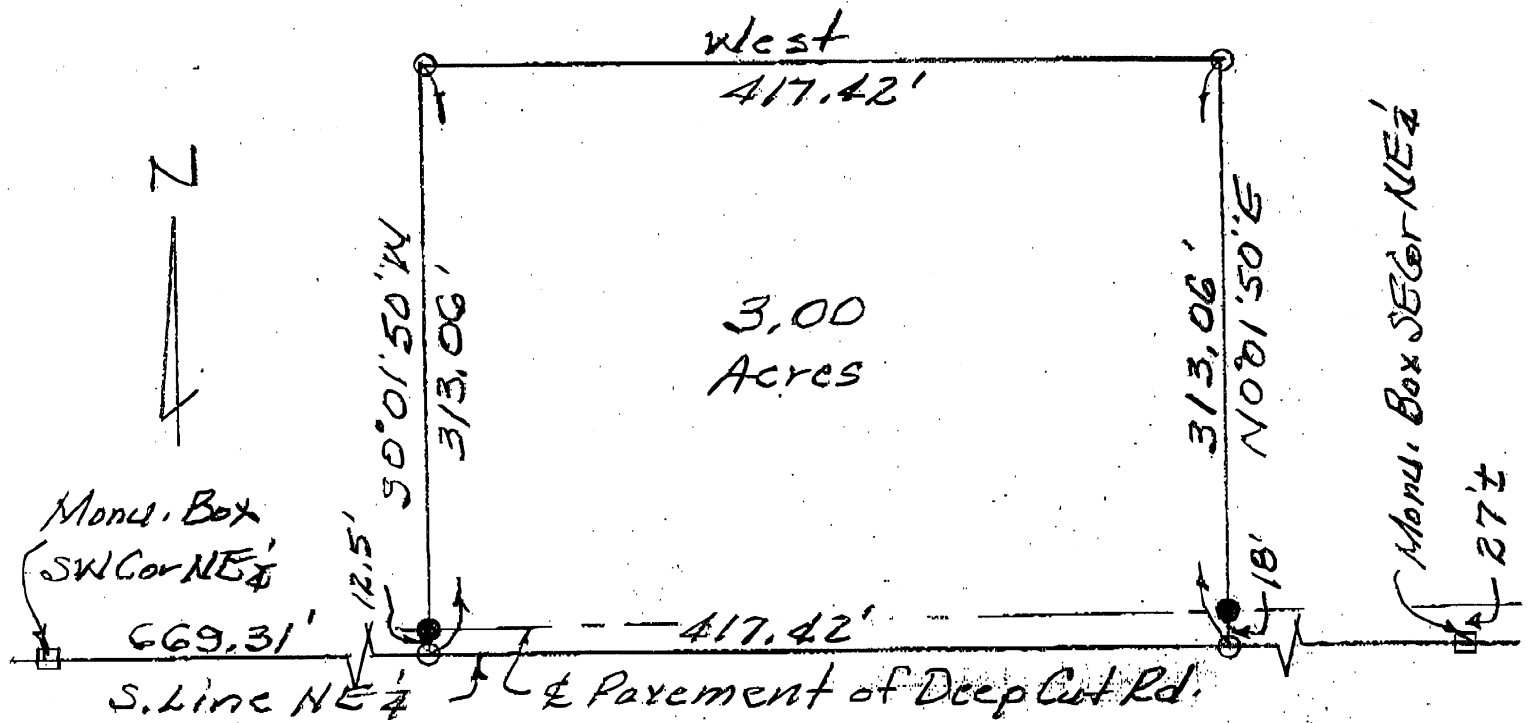 West
417.42'
N
S0°01'50"W
313.06'
3.00
Acres
313.06'
N0°01'50"E
Monu. Box SE Cor NE¼
27'±
Monu. Box
SW Cor NE¼
669.31'
12.5'
417.42'
18'
S. Line NE¼
℄ Pavement of Deep Cut Rd.